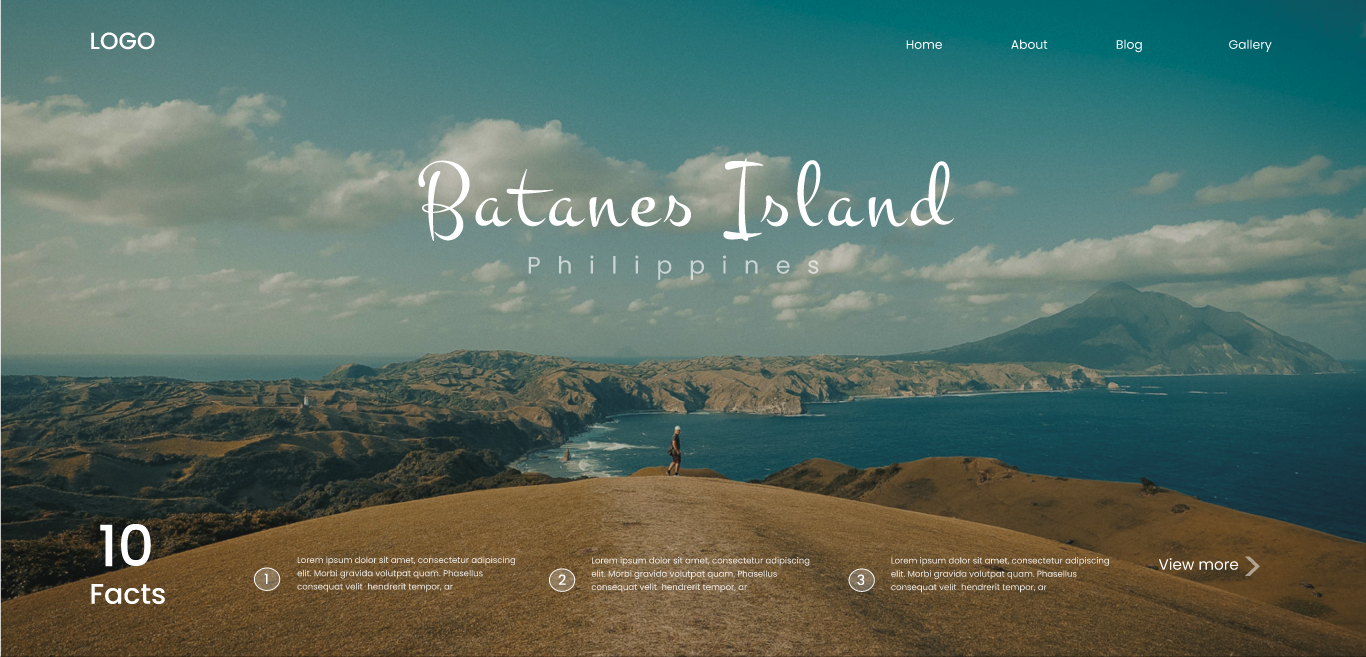 LOGO
Home About Blog Gallery
Batanes Island
Philippines
10
Facts
1
Lorem ipsum dolor sit amet, consectetur adipiscing
elit. Morbi gravida volutpat quam. Phasellus
consequat velit hendrerit tempor, ar
2
Lorem ipsum dolor sit amet, consectetur adipiscing
elit. Morbi gravida volutpat quam. Phasellus
consequat velit hendrerit tempor, ar
3
Lorem ipsum dolor sit amet, consectetur adipiscing
elit. Morbi gravida volutpat quam. Phasellus
consequat velit hendrerit tempor, ar
View more